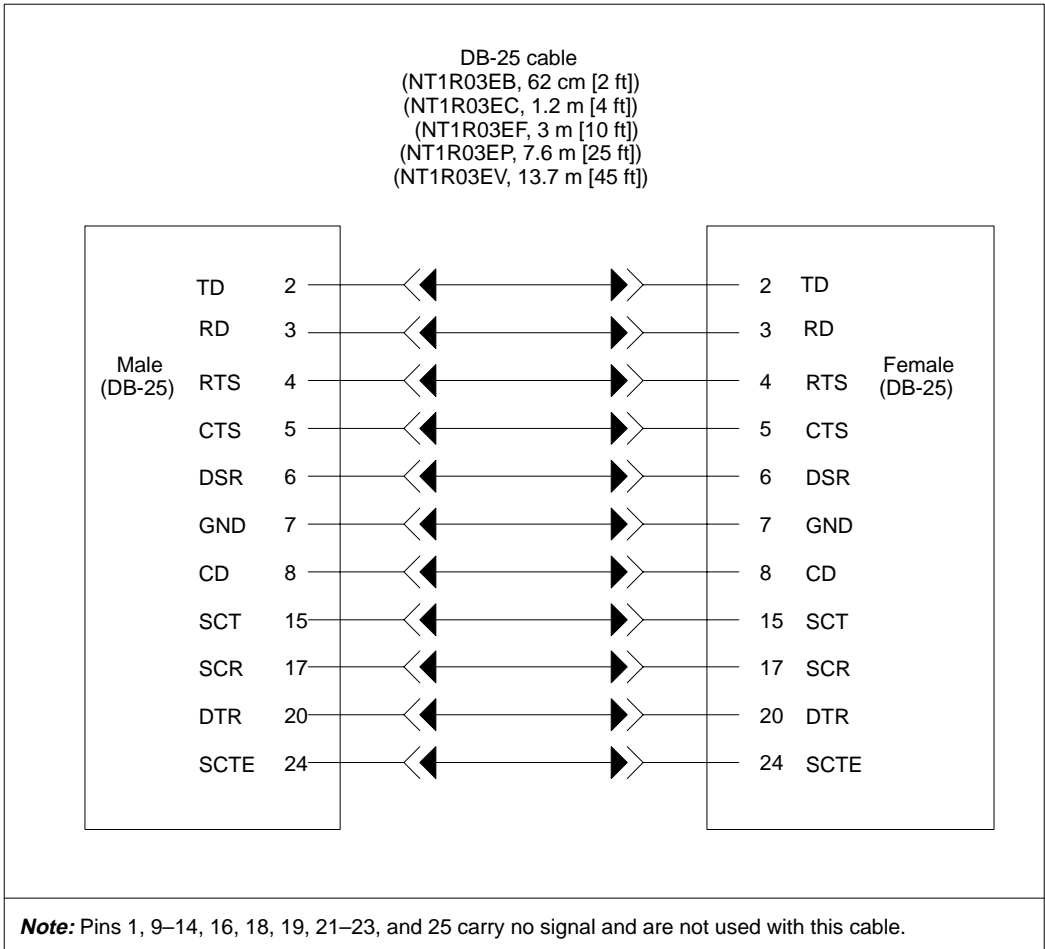 DB-25 cable
(NT1R03EB, 62 cm [2 ft])
(NT1R03EC, 1.2 m [4 ft])
(NT1R03EF, 3 m [10 ft])
(NT1R03EP, 7.6 m [25 ft])
(NT1R03EV, 13.7 m [45 ft])
TD 2 2 TD
RD 3 3 RD
Male
(DB-25)
RTS 4 4 RTS
Female
(DB-25)
CTS 5 5 CTS
DSR 6 6 DSR
GND 7 7 GND
CD 8 8 CD
SCT 15 15 SCT
SCR 17 17 SCR
DTR 20 20 DTR
SCTE 24 24 SCTE
Note: Pins 1, 9–14, 16, 18, 19, 21–23, and 25 carry no signal and are not used with this cable.